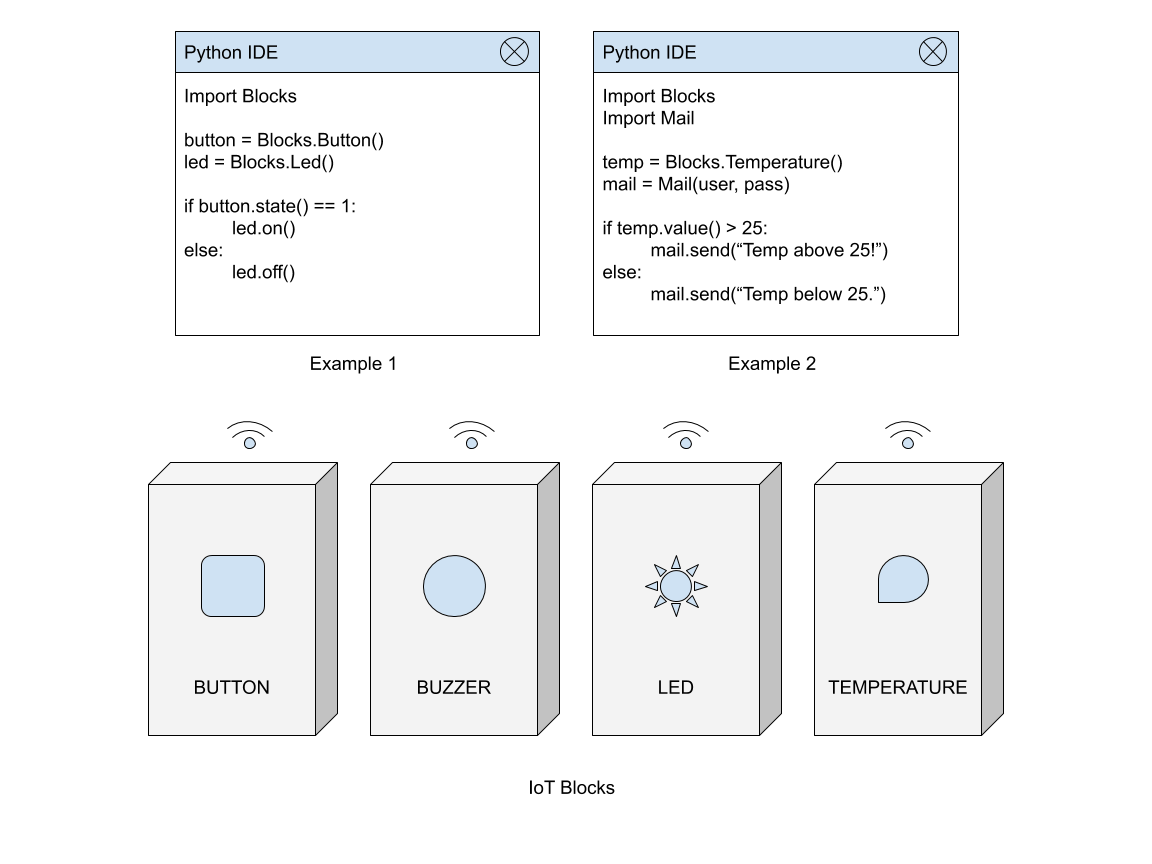 Python IDE
Import Blocks
button = Blocks.Button()
led = Blocks.Led()
if button.state() == 1:
led.on()
else:
led.off()
Example 1
Python IDE
Import Blocks
Import Mail
temp = Blocks.Temperature()
mail = Mail(user, pass)
if temp.value() > 25:
mail.send(“Temp above 25!”)
else:
mail.send(“Temp below 25.”)
Example 2
BUTTON
BUZZER
LED
TEMPERATURE
IoT Blocks